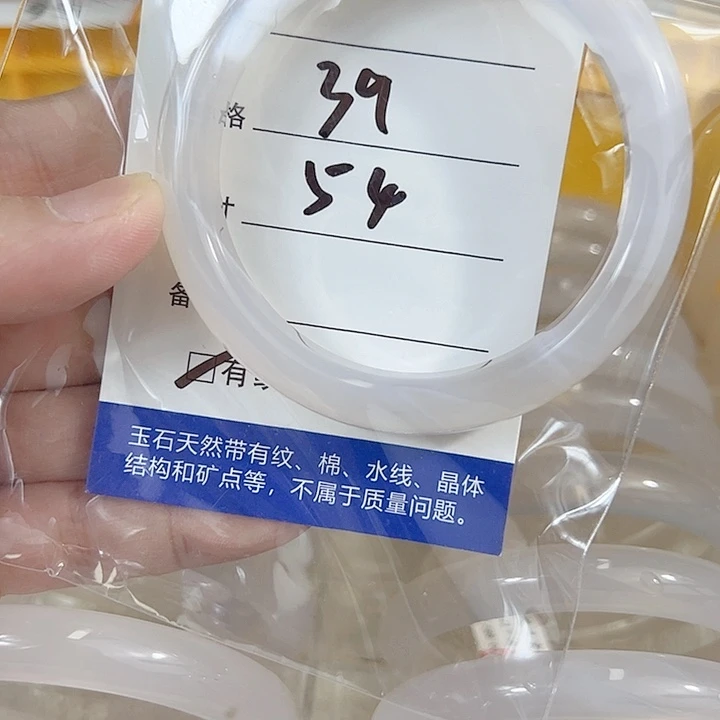 格 39
寸 54
备
有纹
玉石天然带有纹、棉、水线、晶体
结构和矿点等，不属于质量问题。